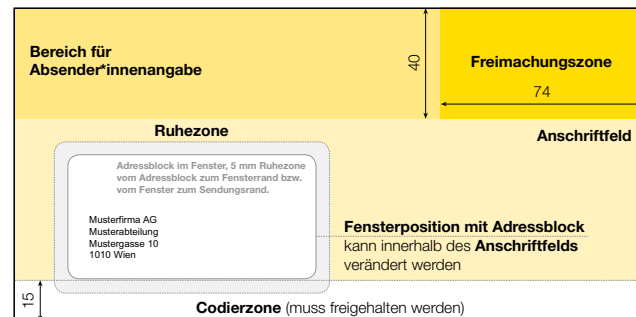 Bereich für
Absender*innenangabe
40
Freimachungszone
74
Ruhezone
Anschriftfeld
Adressblock im Fenster, 5 mm Ruhezone
vom Adressblock zum Fensterrand bzw.
vom Fenster zum Sendungsrand.
Musterfirma AG
Musterabteilung
Mustergasse 10
1010 Wien
Fensterposition mit Adressblock
kann innerhalb des Anschriftfelds
verändert werden
15
Codierzone (muss freigehalten werden)